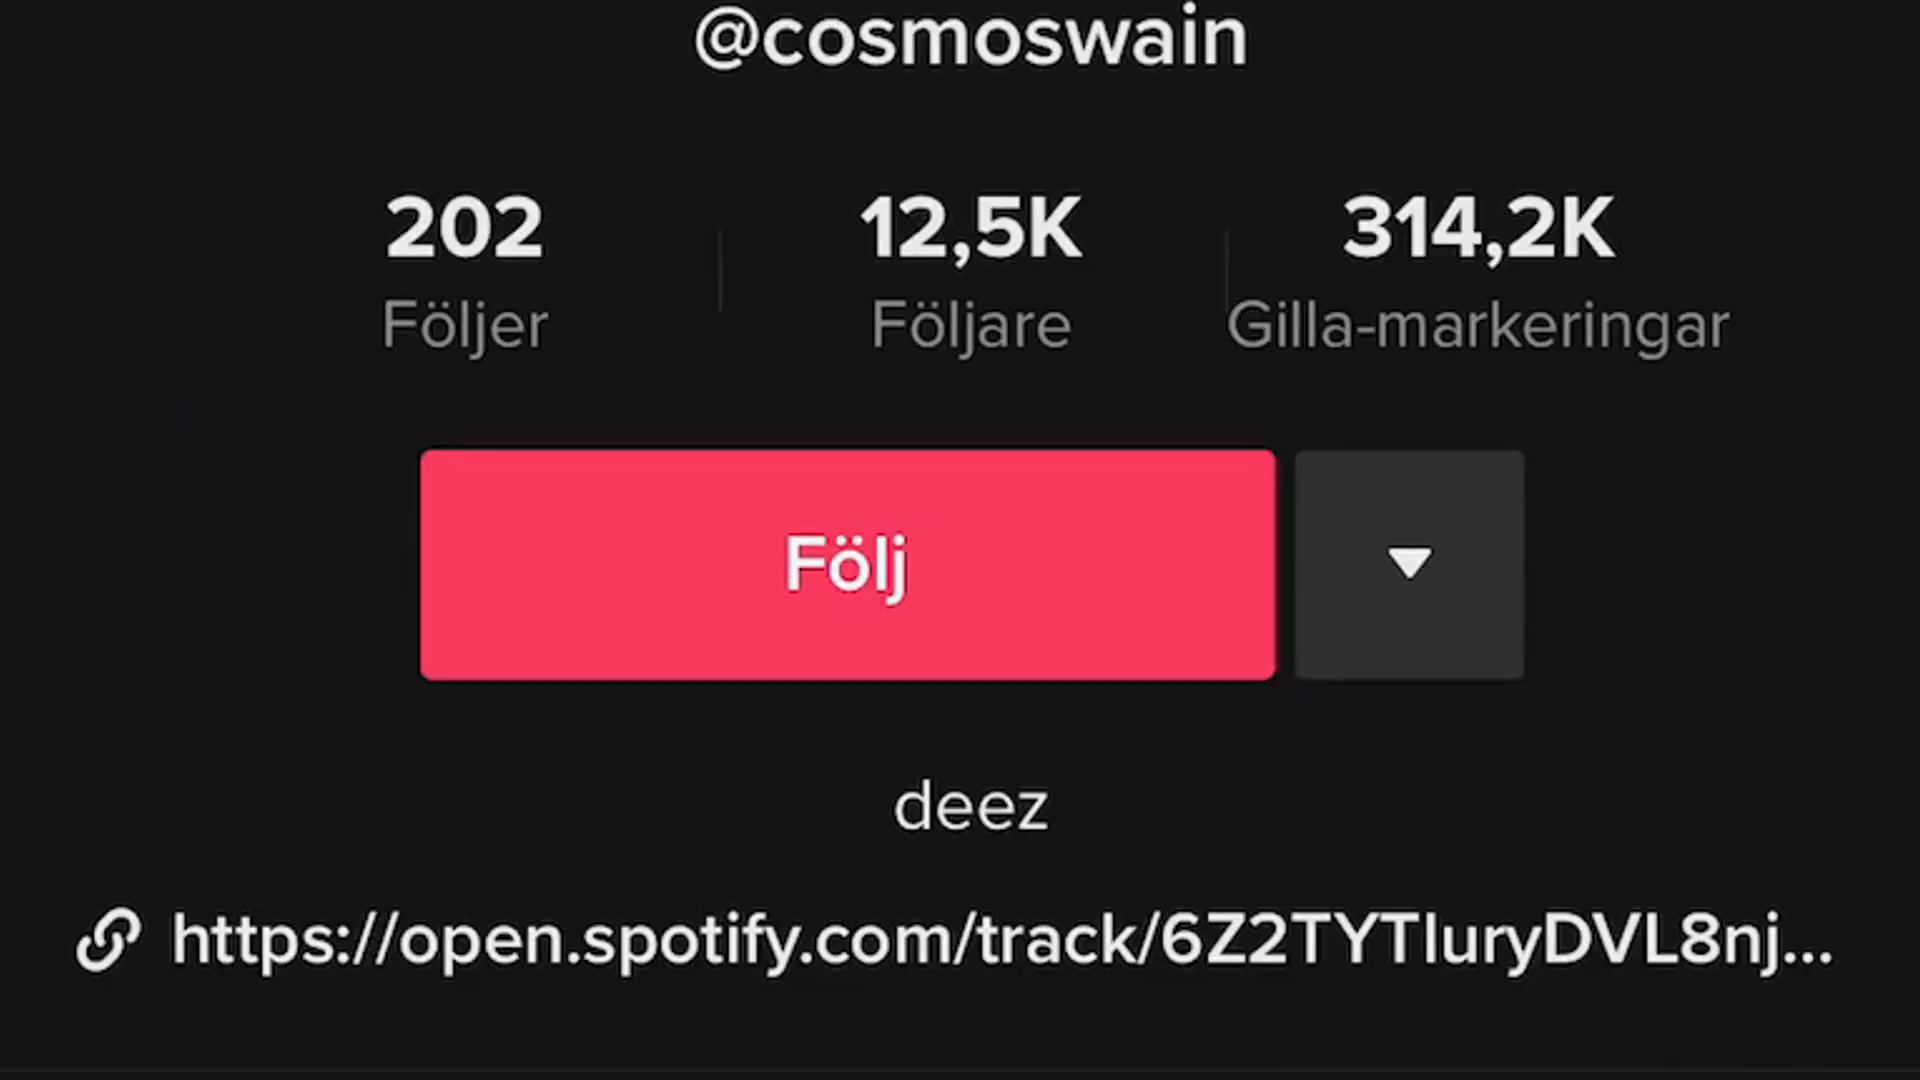 @cosmoswain
202 12,5K 314,2K
Följer Följare Gilla-markeringar
Följ
deez
https://open.spotify.com/track/6Z2TYTIuryDVL8nj...